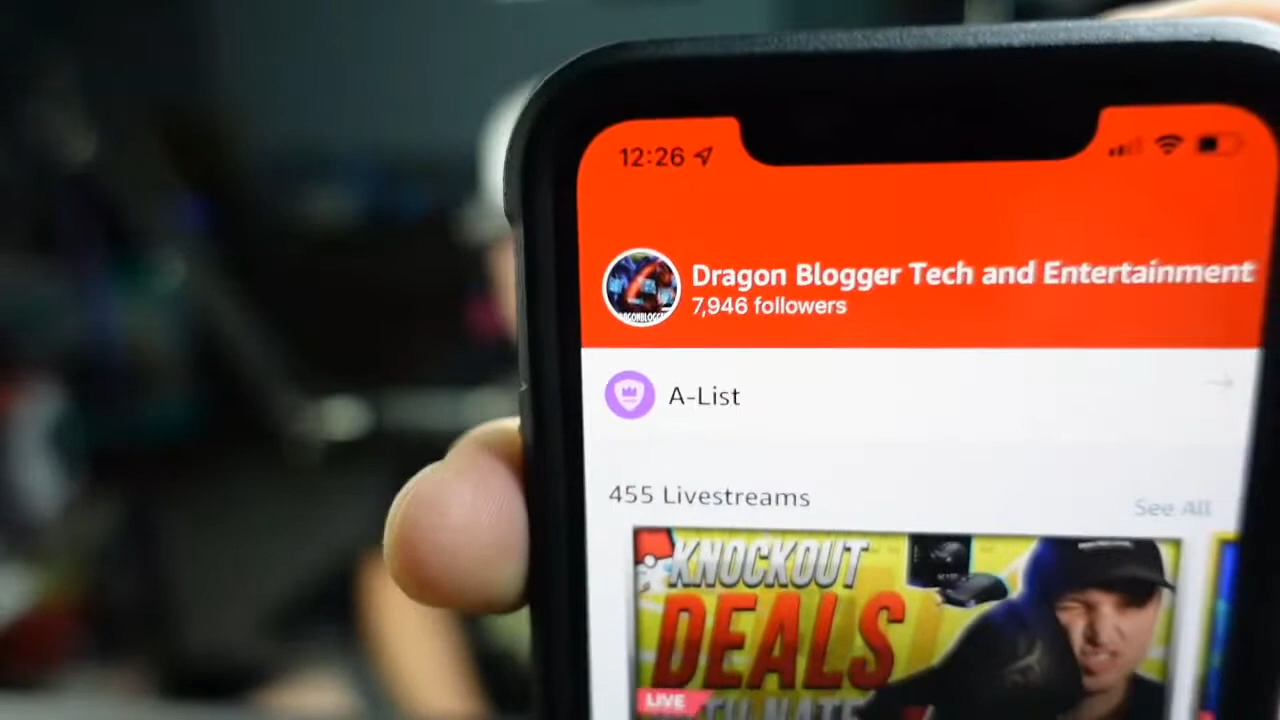 12:26
Dragon Blogger Tech and Entertainment
7,946 followers
A-List
455 Livestreams
See All
KNOCKOUT
DEALS
LIVE